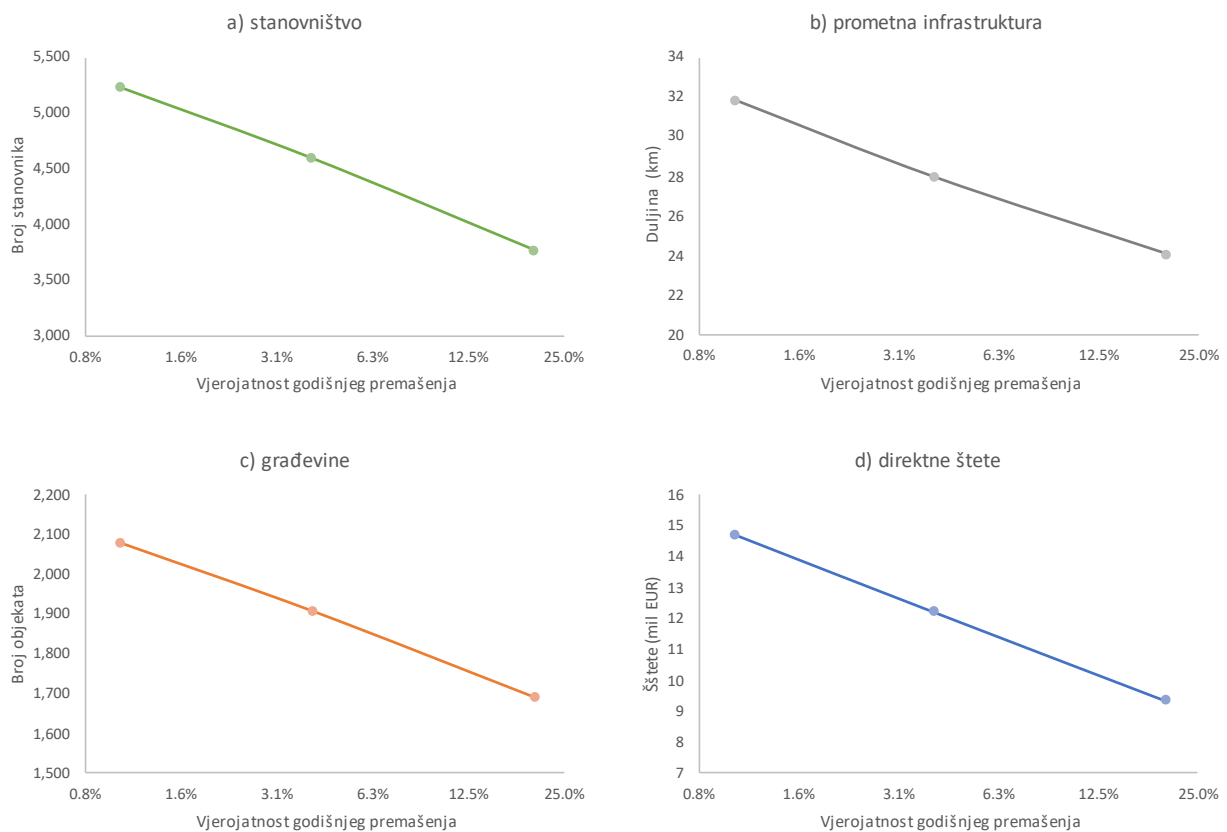 a) stanovništvo
5,500
5,000
4,500
4,000
3,500
3,000
Broj stanovnika
0.8% 1.6% 3.1% 6.3% 12.5% 25.0%
Vjerojatnost godišnjeg premašenja
b) prometna infrastruktura
34
32
30
28
26
24
22
20
Duljina (km)
0.8% 1.6% 3.1% 6.3% 12.5% 25.0%
Vjerojatnost godišnjeg premašenja
c) građevine
2,200
2,100
2,000
1,900
1,800
1,700
1,600
1,500
Broj objekata
0.8% 1.6% 3.1% 6.3% 12.5% 25.0%
Vjerojatnost godišnjeg premašenja
d) direktne štete
16
15
14
13
12
11
10
9
8
7
Šštete (mil EUR)
0.8% 1.6% 3.1% 6.3% 12.5% 25.0%
Vjerojatnost godišnjeg premašenja